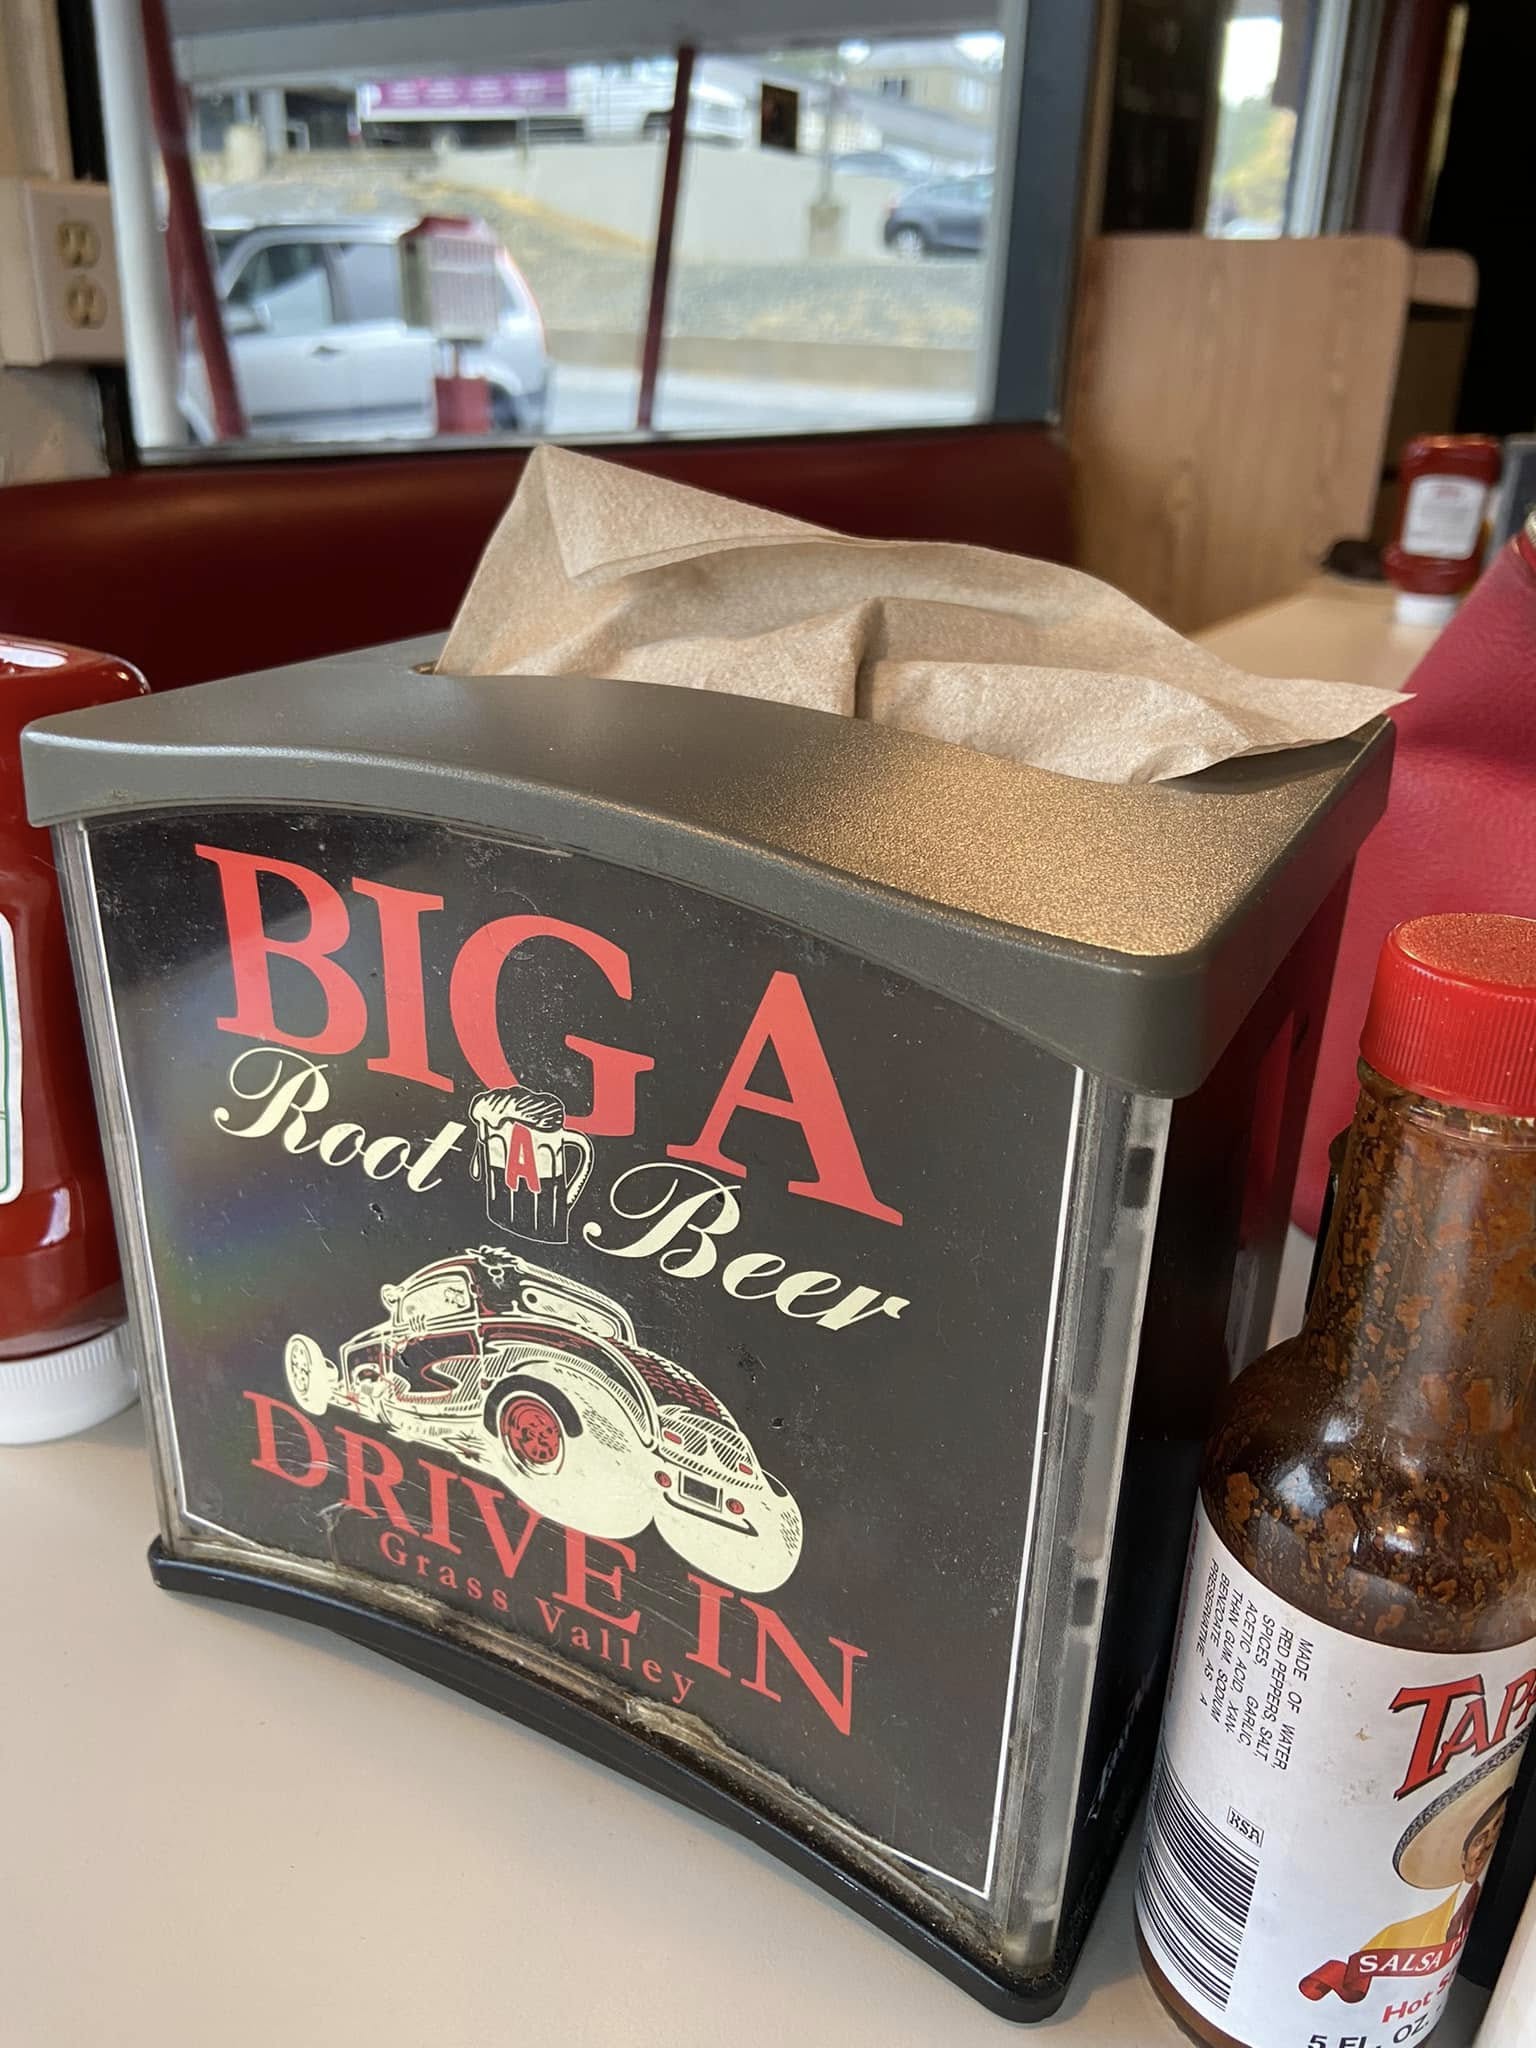 BIG A
Root A Beer
DRIVE IN
Grass Valley
MADE OF WATER,
RED PEPPERS, SALT,
SPICES, GARLIC,
ACETIC ACID, XAN-
THAN GUM, SODIUM
BENZOATE AS A
PRESERVATIVE
KSA
TAP
SALSA
Hot S
5 FL. OZ.